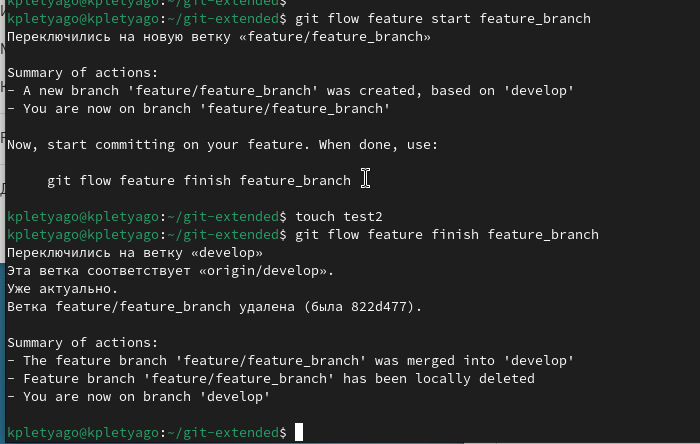 kpletyago@kpletyago:~/git-extended$
kpletyago@kpletyago:~/git-extended$ git flow feature start feature_branch
Переключились на новую ветку «feature/feature_branch»
Summary of actions:
- A new branch 'feature/feature_branch' was created, based on 'develop'
- You are now on branch 'feature/feature_branch'
Now, start committing on your feature. When done, use:
git flow feature finish feature_branch
kpletyago@kpletyago:~/git-extended$ touch test2
kpletyago@kpletyago:~/git-extended$ git flow feature finish feature_branch
Переключились на ветку «develop»
Эта ветка соответствует «origin/develop».
Уже актуально.
Ветка feature/feature_branch удалена (была 822d477).
Summary of actions:
- The feature branch 'feature/feature_branch' was merged into 'develop'
- Feature branch 'feature/feature_branch' has been locally deleted
- You are now on branch 'develop'
kpletyago@kpletyago:~/git-extended$